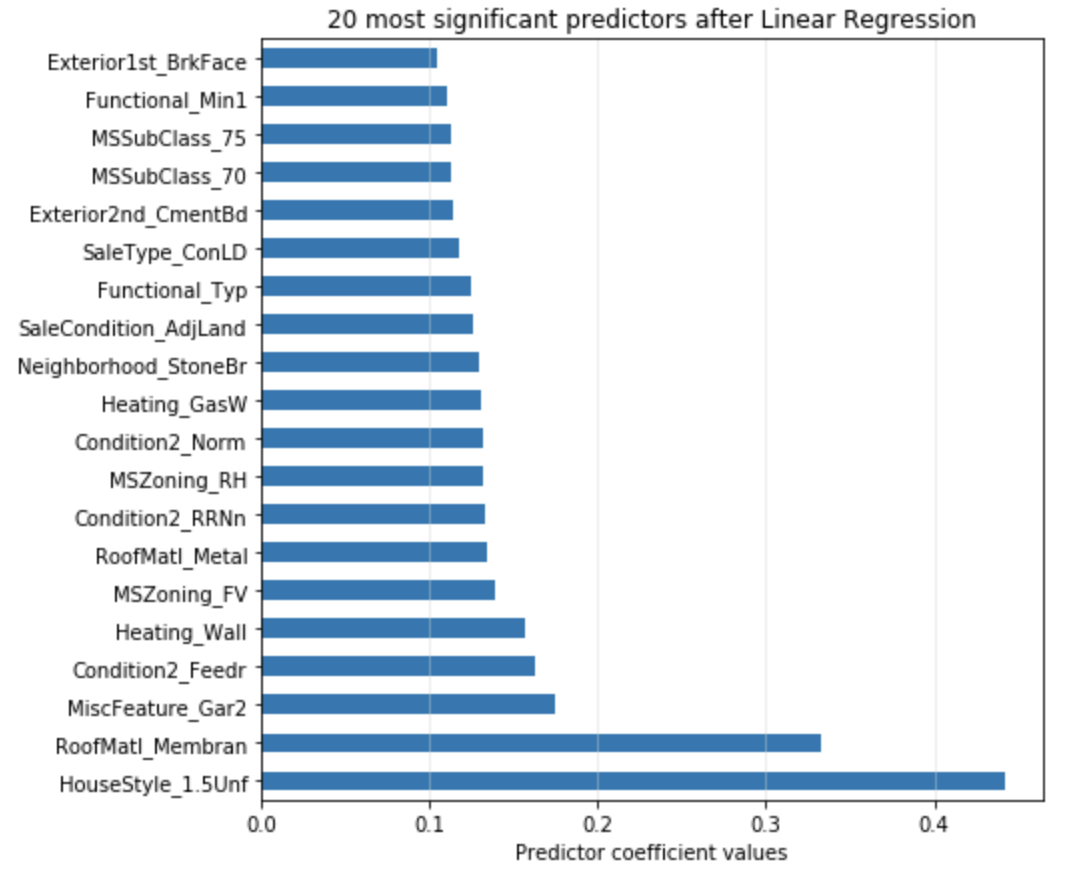 20 most significant predictors after Linear Regression
Exterior1st_BrkFace
Functional_Min1
MSSubClass_75
MSSubClass_70
Exterior2nd_CmentBd
SaleType_ConLD
Functional_Typ
SaleCondition_AdjLand
Neighborhood_StoneBr
Heating_GasW
Condition2_Norm
MSZoning_RH
Condition2_RRNn
RoofMatl_Metal
MSZoning_FV
Heating_Wall
Condition2_Feedr
MiscFeature_Gar2
RoofMatl_Membran
HouseStyle_1.5Unf
0.0 0.1 0.2 0.3 0.4
Predictor coefficient values